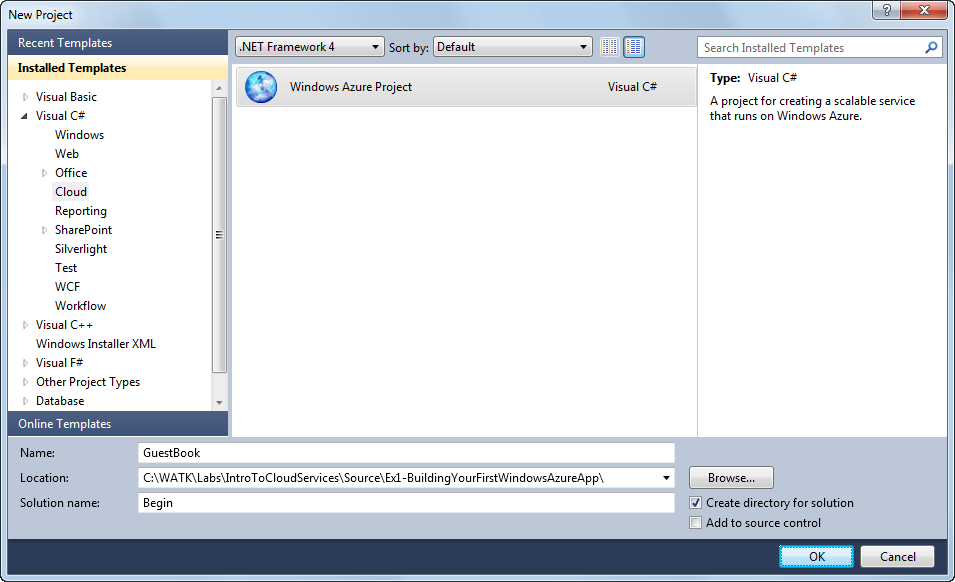 New Project
?
Recent Templates
Installed Templates
Visual Basic
Visual C#
Windows
Web
Office
Cloud
Reporting
SharePoint
Silverlight
Test
WCF
Workflow
Visual C++
Windows Installer XML
Visual F#
Other Project Types
Database
Online Templates
.NET Framework 4 Sort by: Default
Windows Azure Project Visual C#
Search Installed Templates
Type: Visual C#
A project for creating a scalable service
that runs on Windows Azure.
Name: GuestBook
Location: C:\WATK\Labs\IntroToCloudServices\Source\Ex1-BuildingYourFirstWindowsAzureApp\ Browse...
Solution name: Begin
Create directory for solution
Add to source control
OK Cancel